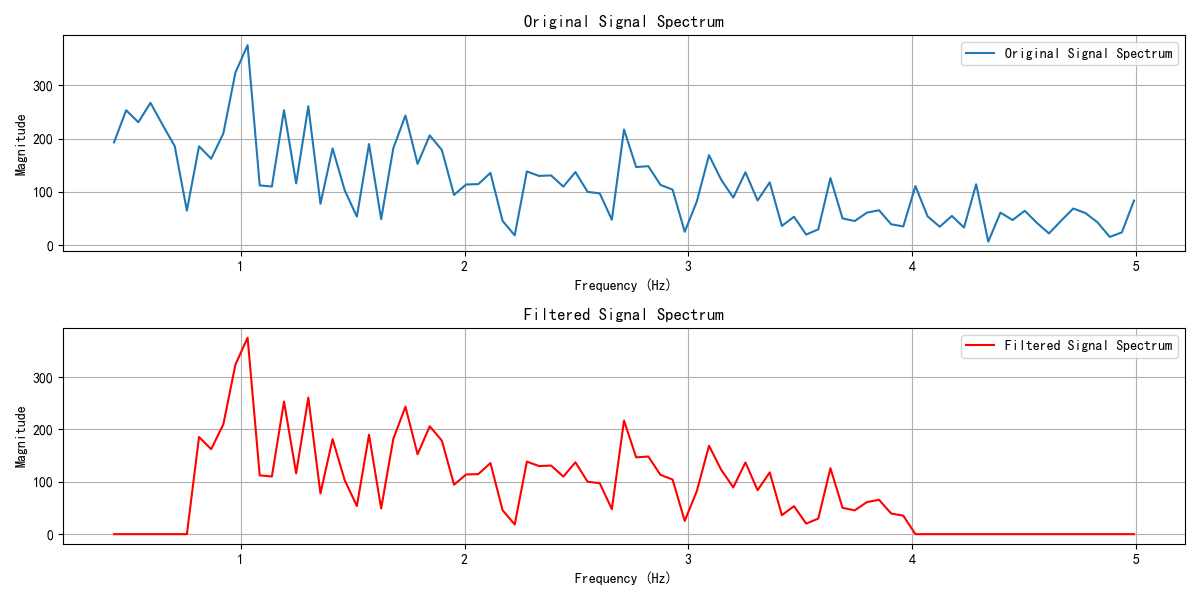 Original Signal Spectrum
Original Signal Spectrum
Magnitude
300
200
100
0
1
2
3
4
5
Frequency (Hz)
Filtered Signal Spectrum
Filtered Signal Spectrum
Magnitude
300
200
100
0
1
2
3
4
5
Frequency (Hz)